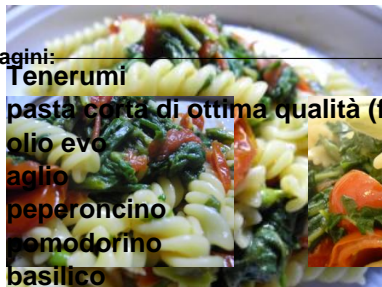 agini:
Tenerumi
pasta corta di ottima qualità (f
olio evo
aglio
peperoncino
pomodorino
basilico